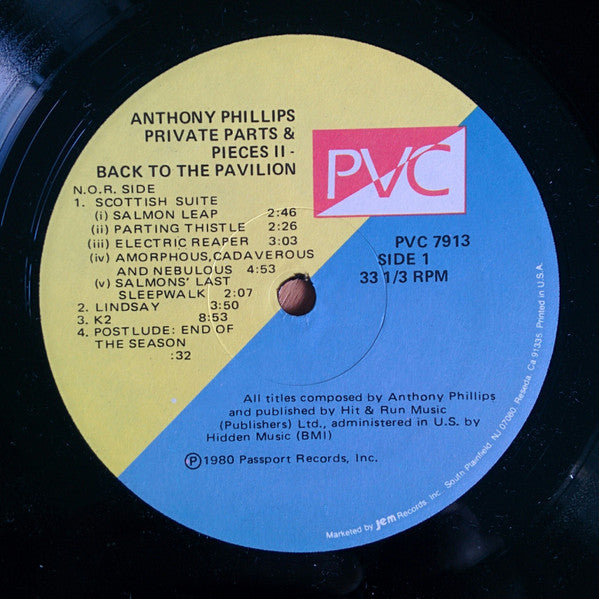 ANTHONY PHILLIPS
PRIVATE PARTS &
PIECES II -
BACK TO THE PAVILION
N.O.R. SIDE
1. SCOTTISH SUITE
(i) SALMON LEAP 2:46
(ii) PARTING THISTLE 2:26
(iii) ELECTRIC REAPER 3:03
(iv) AMORPHOUS, CADAVEROUS
AND NEBULOUS 4:53
(v) SALMONS' LAST
SLEEPWALK 2:07
2. LINDSAY 3:50
3. K2 8:53
4. POSTLUDE: END OF
THE SEASON
:32
PVC
PVC 7913
SIDE 1
33 1/3 RPM
All titles composed by Anthony Phillips
and published by Hit & Run Music
(Publishers) Ltd., administered in U.S. by
Hidden Music (BMI)
Ⓟ1980 Passport Records, Inc.
Marketed by jem Records, Inc. South Plainfield, NJ 07080, Reseda, Ca 91335. Printed in U.S.A.